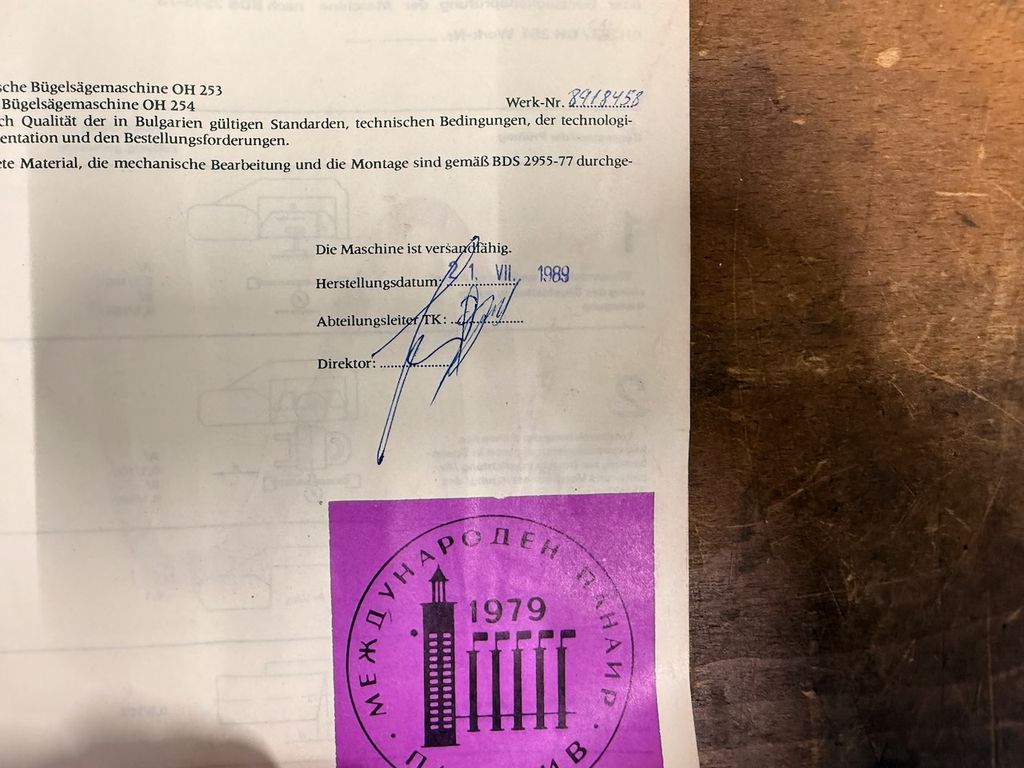 sche Bügelsägemaschine OH 253
Bügelsägemaschine OH 254
Werk-Nr. 8918458
ch Qualität der in Bulgarien gültigen Standarden, technischen Bedingungen, der technologi-
entation und den Bestellungsforderungen.
ete Material, die mechanische Bearbeitung und die Montage sind gemäß BDS 2955-77 durchge-
Die Maschine ist versandfähig.
Herstellungsdatum: 21. VII. 1989
Abteilungsleiter TK:
Direktor:
МЕЖДУНАРОДЕН ПАНАИР
1979